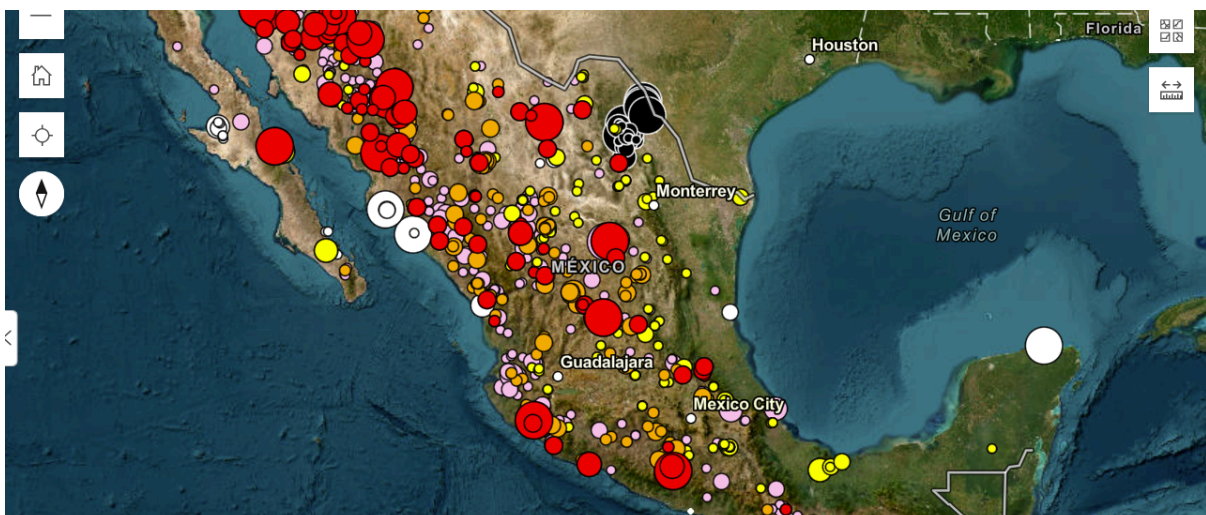 Florida
Houston
Monterrey
Gulf of
Mexico
MÉXICO
Guadalajara
Mexico City